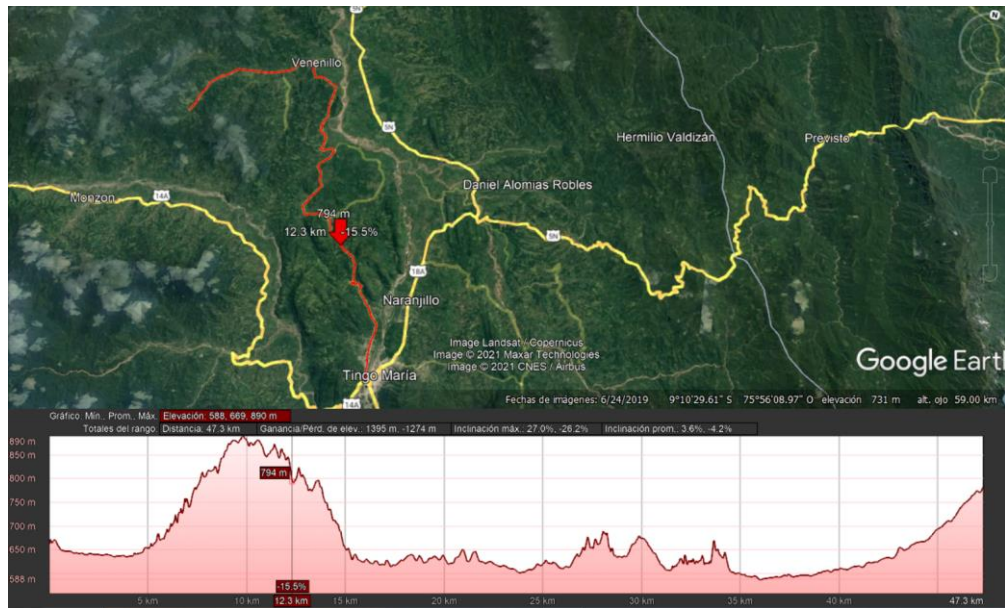 5N
Venenillo
5N
Hermilio Valdizán
Previsto
Daniel Alomias Robles
Monzon
14A
794 m
12.3 km -15.5%
5N
18A
Naranjillo
Image Landsat / Copernicus
Image © 2021 Maxar Technologies
Image © 2021 CNES / Airbus
Google Earth
Tingo María
14A
Fechas de imágenes: 6/24/2019 9°10'29.61" S 75°56'08.97" O elevación 731 m alt. ojo 59.00 km
Gráfico: Mín., Prom., Máx. Elevación: 588, 669, 890 m
Totales del rango: Distancia: 47.3 km Ganancia/Pérd. de elev.: 1395 m, -1274 m Inclinación máx.: 27.0%, -26.2% Inclinación prom.: 3.6%, -4.2%
890 m
850 m
800 m
794 m
750 m
700 m
650 m
588 m
-15.5%
5 km 10 km 12.3 km 15 km 20 km 25 km 30 km 35 km 40 km 47.3 km